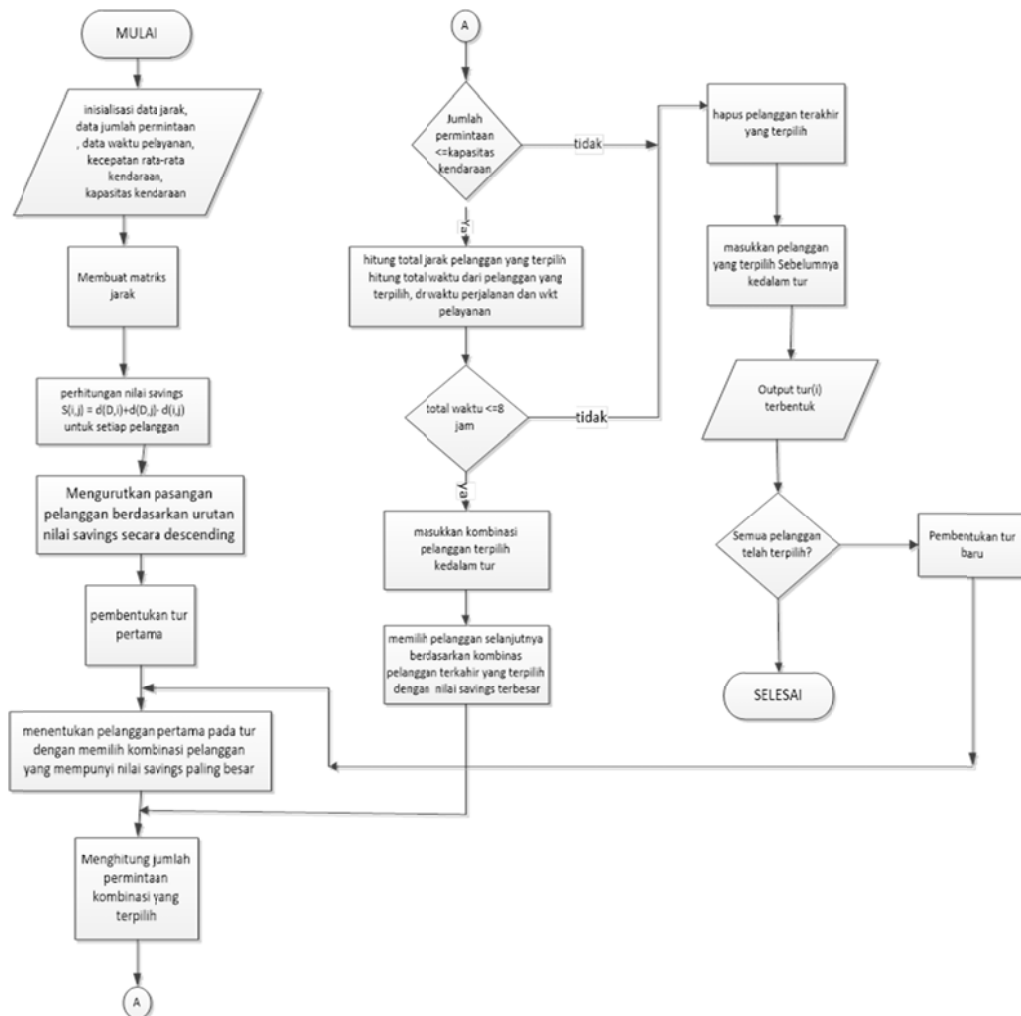 MULAI
inisialisasi data jarak,
data jumlah permintaan
, data waktu pelayanan,
kecepatan rata-rata
kendaraan,
kapasitas kendaraan
Membuat matriks
jarak
perhitungan nilai savings
S(i,j) = d(D,i)+d(D,j)- d(i,j)
untuk setiap pelanggan
Mengurutkan pasangan
pelanggan berdasarkan urutan
nilai savings secara descending
pembentukan tur
pertama
menentukan pelanggan pertama pada tur
dengan memilih kombinasi pelanggan
yang mempunyi nilai savings paling besar
Menghitung jumlah
permintaan
kombinasi yang
terpilih
A
A
Jumlah
permintaan
<=kapasitas
kendaraan
tidak
Ya
hitung total jarak pelanggan yang terpilih
hitung total waktu dari pelanggan yang
terpilih, dr waktu perjalanan dan wkt
pelayanan
total waktu <=8
jam
tidak
ya
masukkan kombinasi
pelanggan terpilih
kedalam tur
memilih pelanggan selanjutnya
berdasarkan kombinas
pelanggan terkahir yang terpilih
dengan nilai savings terbesar
hapus pelanggan terakhir
yang terpilih
masukkan pelanggan
yang terpilih Sebelumnya
kedalam tur
Output tur(i)
terbentuk
Semua pelanggan
telah terpilih?
Pembentukan tur
baru
SELESAI